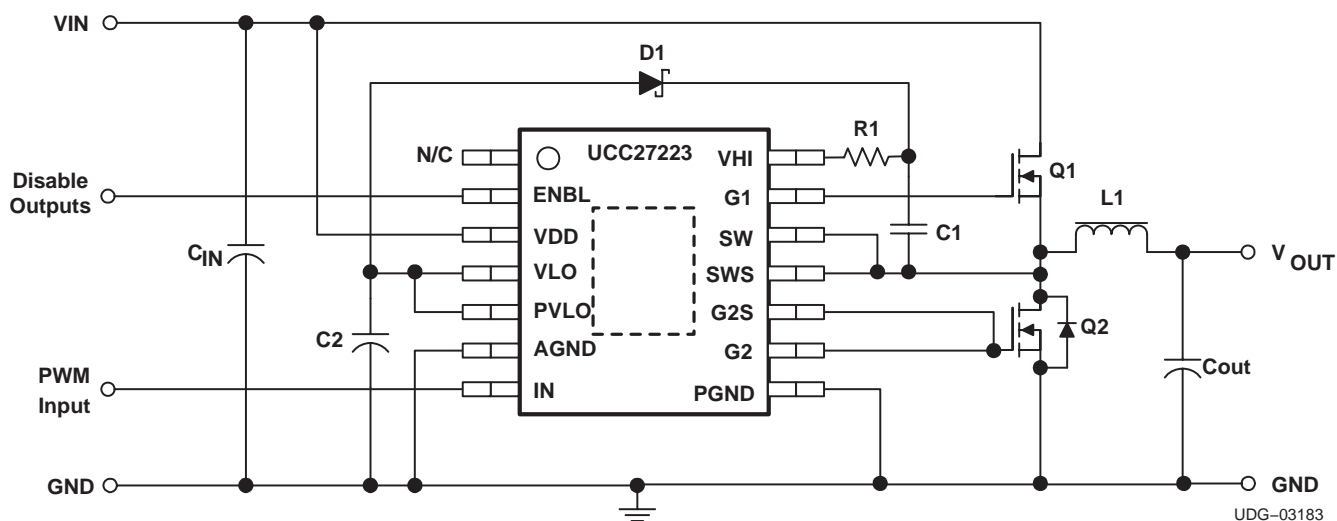 VIN
D1
N/C
UCC27223
VHI
R1
Disable
Outputs
ENBL
G1
Q1
L1
CIN
VDD
SW
C1
VLO
SWS
VOUT
PVLO
G2S
Q2
C2
AGND
G2
PWM
Input
IN
PGND
Cout
GND
GND
UDG–03183